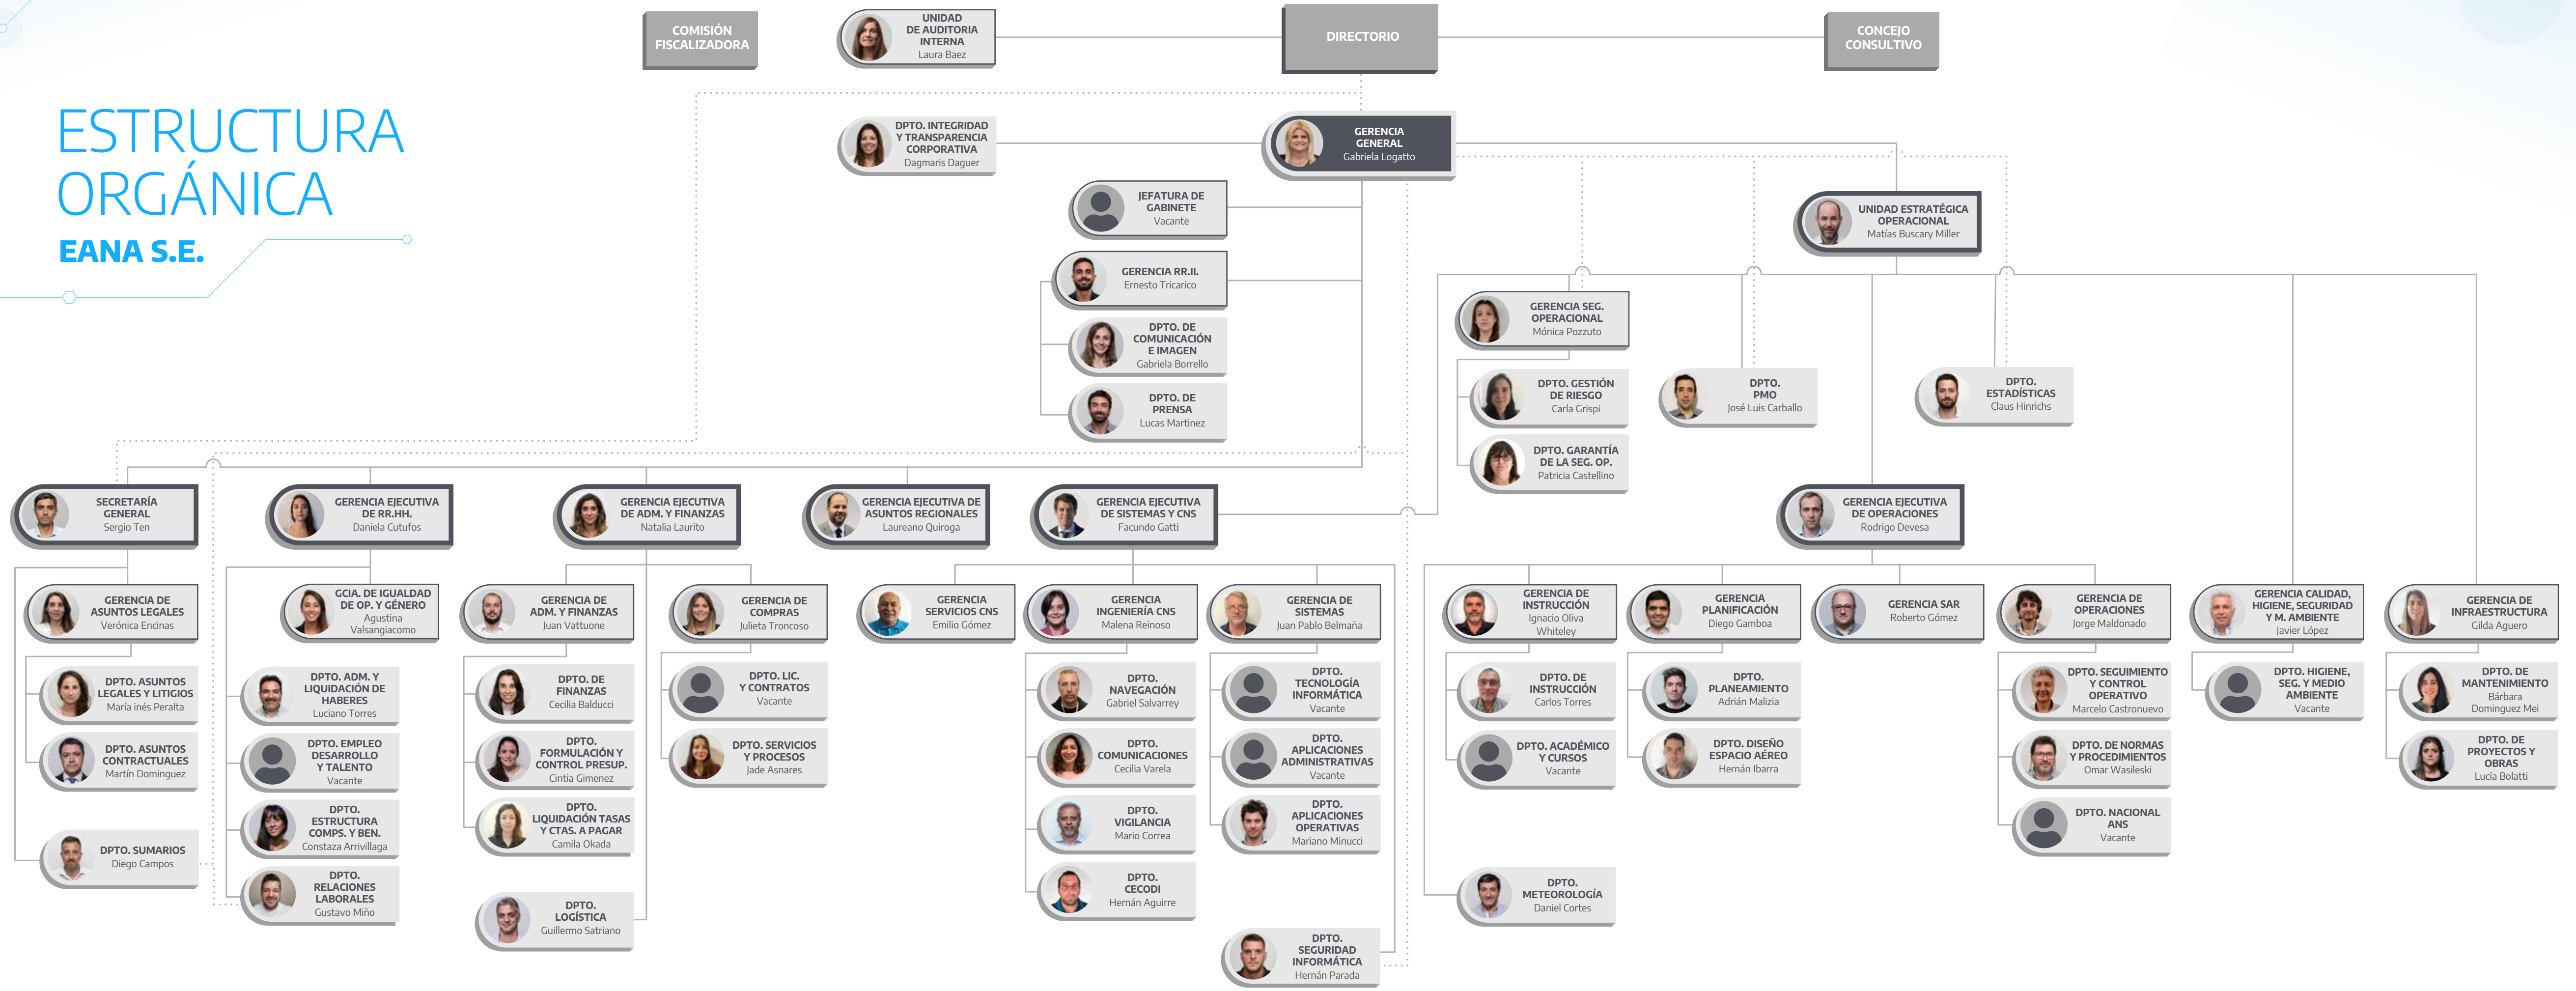 COMISIÓN
FISCALIZADORA
UNIDAD
DE AUDITORIA
INTERNA
Laura Baez
DIRECTORIO
CONCEJO
CONSULTIVO
ESTRUCTURA
ORGÁNICA
EANA S.E.
DPTO. INTEGRIDAD
Y TRANSPARENCIA
CORPORATIVA
Dagmaris Daguer
GERENCIA
GENERAL
Gabriela Logatto
JEFATURA DE
GABINETE
Vacante
UNIDAD ESTRATÉGICA
OPERACIONAL
Matías Buscary Miller
GERENCIA RR.II.
Ernesto Tricarico
DPTO. DE
COMUNICACIÓN
E IMAGEN
Gabriela Borrello
DPTO. DE
PRENSA
Lucas Martinez
GERENCIA SEG.
OPERACIONAL
Mónica Pozzuto
DPTO. GESTIÓN
DE RIESGO
Carla Grispi
DPTO. GARANTÍA
DE LA SEG. OP.
Patricia Castellino
DPTO.
PMO
José Luis Carballo
DPTO.
ESTADÍSTICAS
Claus Hinrichs
SECRETARÍA
GENERAL
Sergio Ten
GERENCIA EJECUTIVA
DE RR.HH.
Daniela Cutufos
GERENCIA EJECUTIVA
DE ADM. Y FINANZAS
Natalia Laurito
GERENCIA EJECUTIVA DE
ASUNTOS REGIONALES
Laureano Quiroga
GERENCIA EJECUTIVA
DE SISTEMAS Y CNS
Facundo Gatti
GERENCIA EJECUTIVA
DE OPERACIONES
Rodrigo Devesa
GERENCIA DE
ASUNTOS LEGALES
Verónica Encinas
DPTO. ASUNTOS
LEGALES Y LITIGIOS
María inés Peralta
DPTO. ASUNTOS
CONTRACTUALES
Martín Dominguez
DPTO. SUMARIOS
Diego Campos
GCIA. DE IGUALDAD
DE OP. Y GÉNERO
Agustina
Valsangiacomo
DPTO. ADM. Y
LIQUIDACIÓN DE
HABERES
Luciano Torres
DPTO. EMPLEO
DESARROLLO
Y TALENTO
Vacante
DPTO.
ESTRUCTURA
COMPS. Y BEN.
Constaza Arrivillaga
DPTO.
RELACIONES
LABORALES
Gustavo Miño
GERENCIA DE
ADM. Y FINANZAS
Juan Vattuone
DPTO. DE
FINANZAS
Cecilia Balducci
DPTO.
FORMULACIÓN Y
CONTROL PRESUP.
Cintia Gimenez
DPTO.
LIQUIDACIÓN TASAS
Y CTAS. A PAGAR
Camila Okada
DPTO.
LOGÍSTICA
Guillermo Satriano
GERENCIA DE
COMPRAS
Julieta Troncoso
DPTO. LIC.
Y CONTRATOS
Vacante
DPTO. SERVICIOS
Y PROCESOS
Jade Asnares
GERENCIA
SERVICIOS CNS
Emilio Gómez
GERENCIA
INGENIERÍA CNS
Malena Reinoso
DPTO.
NAVEGACIÓN
Gabriel Salvarrey
DPTO.
COMUNICACIONES
Cecilia Varela
DPTO.
VIGILANCIA
Mario Correa
DPTO.
CECODI
Hernán Aguirre
GERENCIA DE
SISTEMAS
Juan Pablo Belmaña
DPTO.
TECNOLOGÍA
INFORMÁTICA
Vacante
DPTO.
APLICACIONES
ADMINISTRATIVAS
Vacante
DPTO.
APLICACIONES
OPERATIVAS
Mariano Minucci
DPTO.
SEGURIDAD
INFORMÁTICA
Hernán Parada
GERENCIA DE
INSTRUCCIÓN
Ignacio Oliva
Whiteley
DPTO. DE
INSTRUCCIÓN
Carlos Torres
DPTO. ACADÉMICO
Y CURSOS
Vacante
DPTO.
METEOROLOGÍA
Daniel Cortes
GERENCIA
PLANIFICACIÓN
Diego Gamboa
DPTO.
PLANEAMIENTO
Adrián Malizia
DPTO. DISEÑO
ESPACIO AÉREO
Hernán Ibarra
GERENCIA SAR
Roberto Gómez
GERENCIA DE
OPERACIONES
Jorge Maldonado
DPTO. SEGUIMIENTO
Y CONTROL
OPERATIVO
Marcelo Castronuevo
DPTO. DE NORMAS
Y PROCEDIMIENTOS
Omar Wasileski
DPTO. NACIONAL
ANS
Vacante
GERENCIA CALIDAD,
HIGIENE, SEGURIDAD
Y M. AMBIENTE
Javier López
DPTO. HIGIENE,
SEG. Y MEDIO
AMBIENTE
Vacante
GERENCIA DE
INFRAESTRUCTURA
Gilda Aguero
DPTO. DE
MANTENIMIENTO
Bárbara
Dominguez Mei
DPTO. DE
PROYECTOS Y
OBRAS
Lucía Bolatti